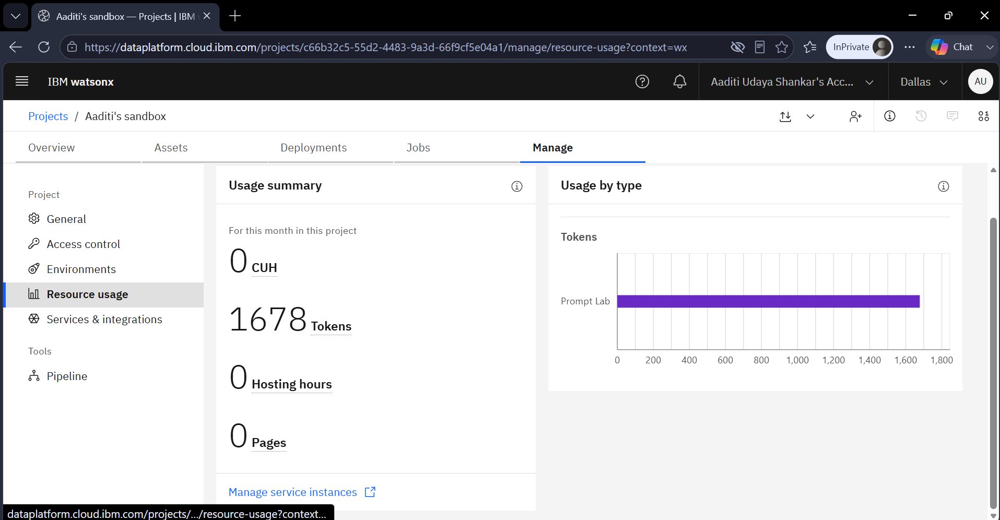 Aaditi's sandbox — Projects | IBM
https://dataplatform.cloud.ibm.com/projects/c66b32c5-55d2-4483-9a3d-66f9cf5e04a1/manage/resource-usage?context=wx
InPrivate
Chat
IBM watsonx
Aaditi Udaya Shankar's Acc...
Dallas
AU
Projects / Aaditi's sandbox
Overview
Assets
Deployments
Jobs
Manage
Project
General
Access control
Environments
Resource usage
Services & integrations
Tools
Pipeline
Usage summary
For this month in this project
0 CUH
1678 Tokens
0 Hosting hours
0 Pages
Manage service instances
Usage by type
Tokens
Prompt Lab
0 200 400 600 800 1,000 1,200 1,400 1,600 1,800
dataplatform.cloud.ibm.com/projects/.../resource-usage?context...